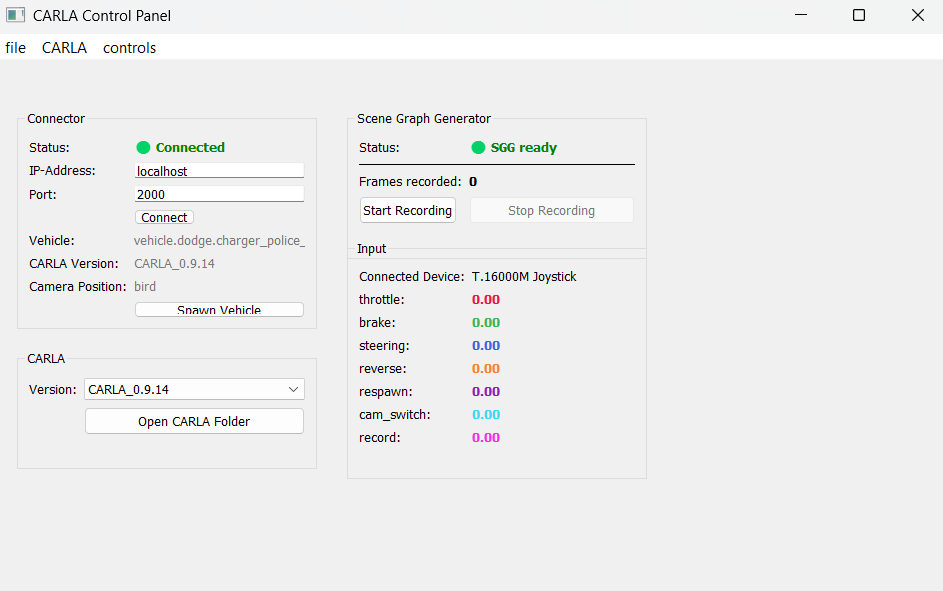 CARLA Control Panel
file CARLA controls
Connector
Status: Connected
IP-Address: localhost
Port: 2000
Connect
Vehicle: vehicle.dodge.charger_police_
CARLA Version: CARLA_0.9.14
Camera Position: bird
Spawn Vehicle
CARLA
Version: CARLA_0.9.14
Open CARLA Folder
Scene Graph Generator
Status: SGG ready
Frames recorded: 0
Start Recording Stop Recording
Input
Connected Device: T.16000M Joystick
throttle: 0.00
brake: 0.00
steering: 0.00
reverse: 0.00
respawn: 0.00
cam_switch: 0.00
record: 0.00